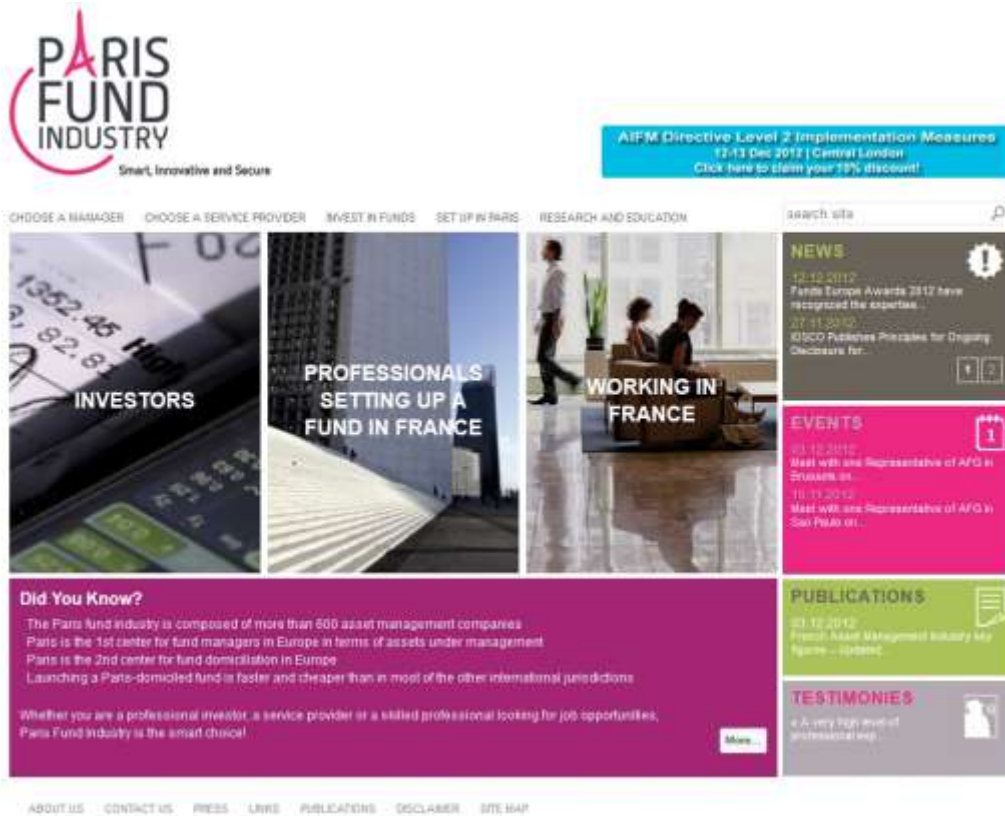 PARIS
FUND
INDUSTRY
Smart, Innovative and Secure
AIFM Directive Level 2 Implementation Measures
12-13 Dec 2012 | Central London
Click here to claim your 10% discount!
CHOOSE A MANAGER CHOOSE A SERVICE PROVIDER INVEST IN FUNDS SET UP IN PARIS RESEARCH AND EDUCATION
search site
1352.45
82.81
High
INVESTORS
PROFESSIONALS
SETTING UP A
FUND IN FRANCE
WORKING IN
FRANCE
NEWS
12.12.2012
Funds Europe Awards 2012 have
recognized the expertise...
27.11.2012
IOSCO Publishes Principles for Ongoing
Disclosure for...
1 2
EVENTS
1
03.12.2012
Meet with one Representative of AFG in
Brussels on...
.11.2012
Meet with one Representative of AFG in
Sao Paulo on...
Did You Know?
The Paris fund industry is composed of more than 600 asset management companies
Paris is the 1st center for fund managers in Europe in terms of assets under management
Paris is the 2nd center for fund domiciliation in Europe
Launching a Paris-domiciled fund is faster and cheaper than in most of the other international jurisdictions
Whether you are a professional investor, a service provider or a skilled professional looking for job opportunities,
Paris Fund Industry is the smart choice!
More...
PUBLICATIONS
03.12.2012
French Asset Management Industry key
figures – Updated...
TESTIMONIES
« A very high level of
professional exp...
ABOUT US CONTACT US PRESS LINKS PUBLICATIONS DISCLAIMER SITE MAP